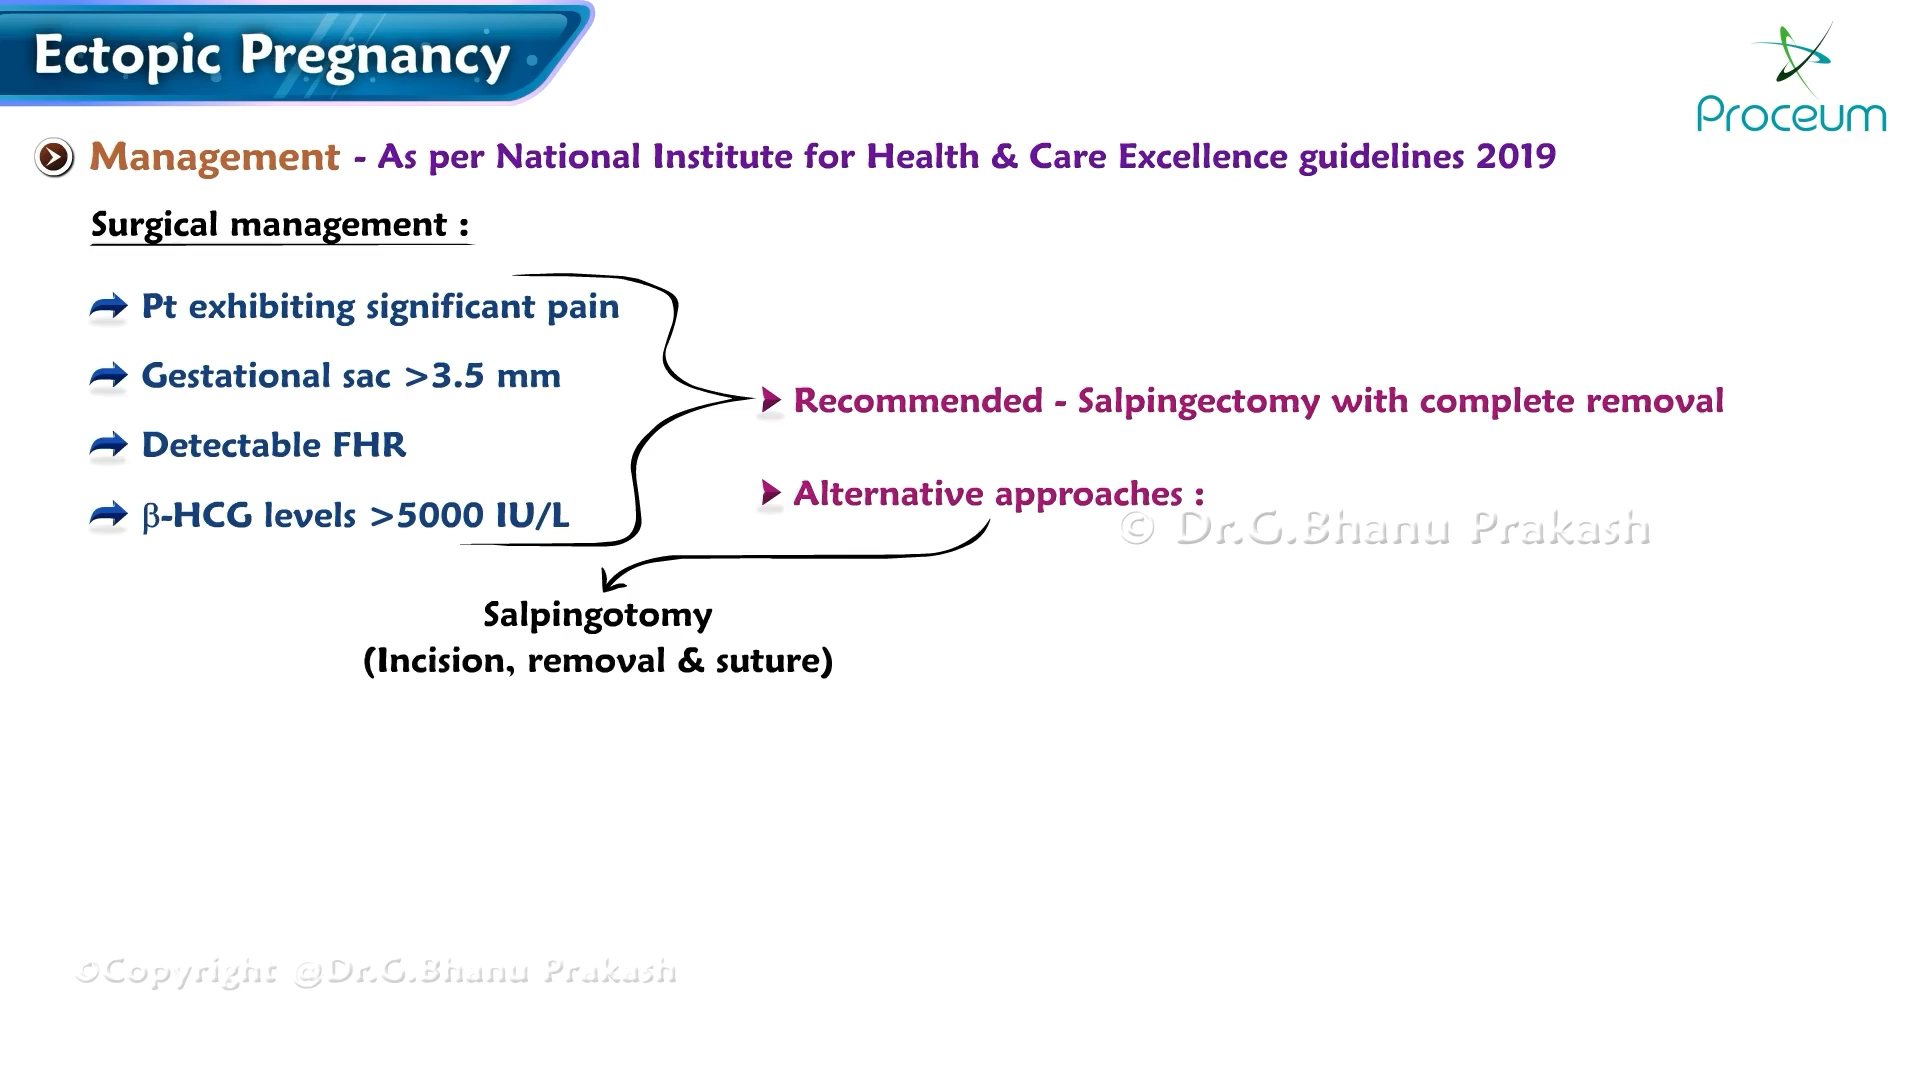 Ectopic Pregnancy
Proceum
Management - As per National Institute for Health & Care Excellence guidelines 2019
Surgical management :
Pt exhibiting significant pain
Gestational sac >3.5 mm
Detectable FHR
β-HCG levels >5000 IU/L
Recommended - Salpingectomy with complete removal
Alternative approaches :
© Dr.G.Bhanu Prakash
Salpingotomy
(Incision, removal & suture)
©Copyright @Dr.G.Bhanu Prakash